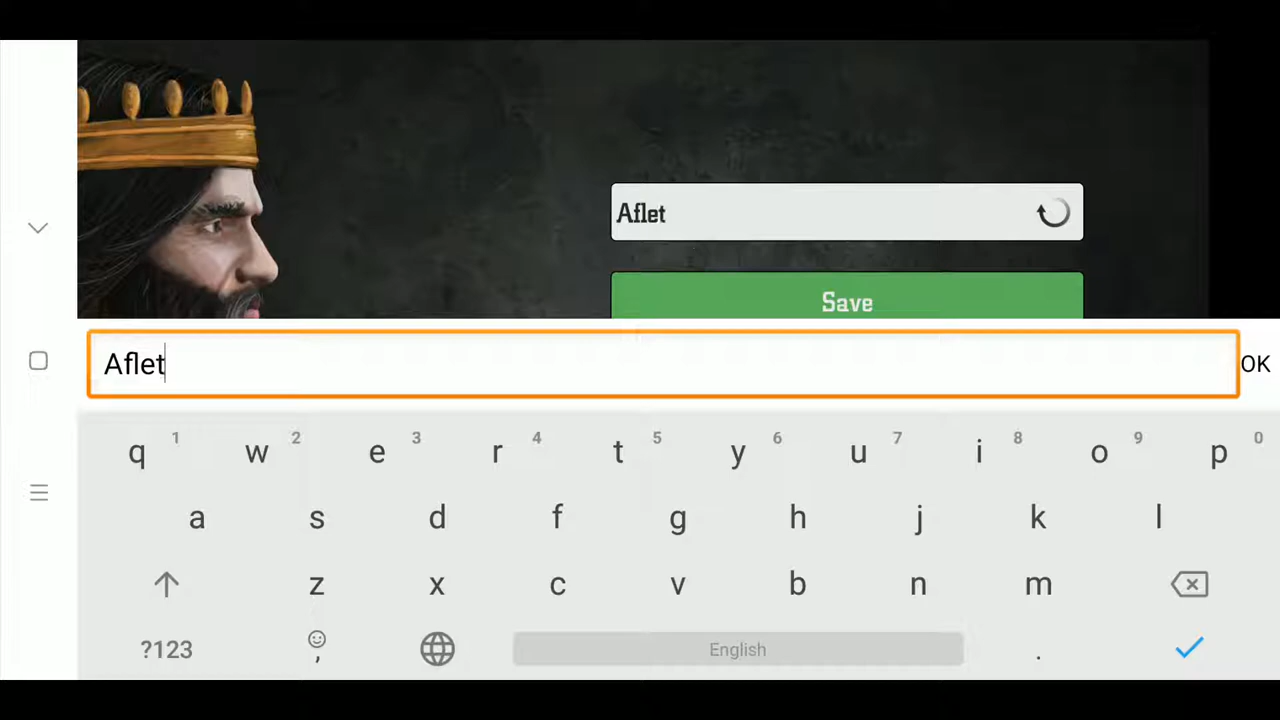 Aflet
Save
Aflet
OK
q 1 w 2 e 3 r 4 t 5 y 6 u 7 i 8 o 9 p 0
a s d f g h j k l
z x c v b n m
?123 , English .